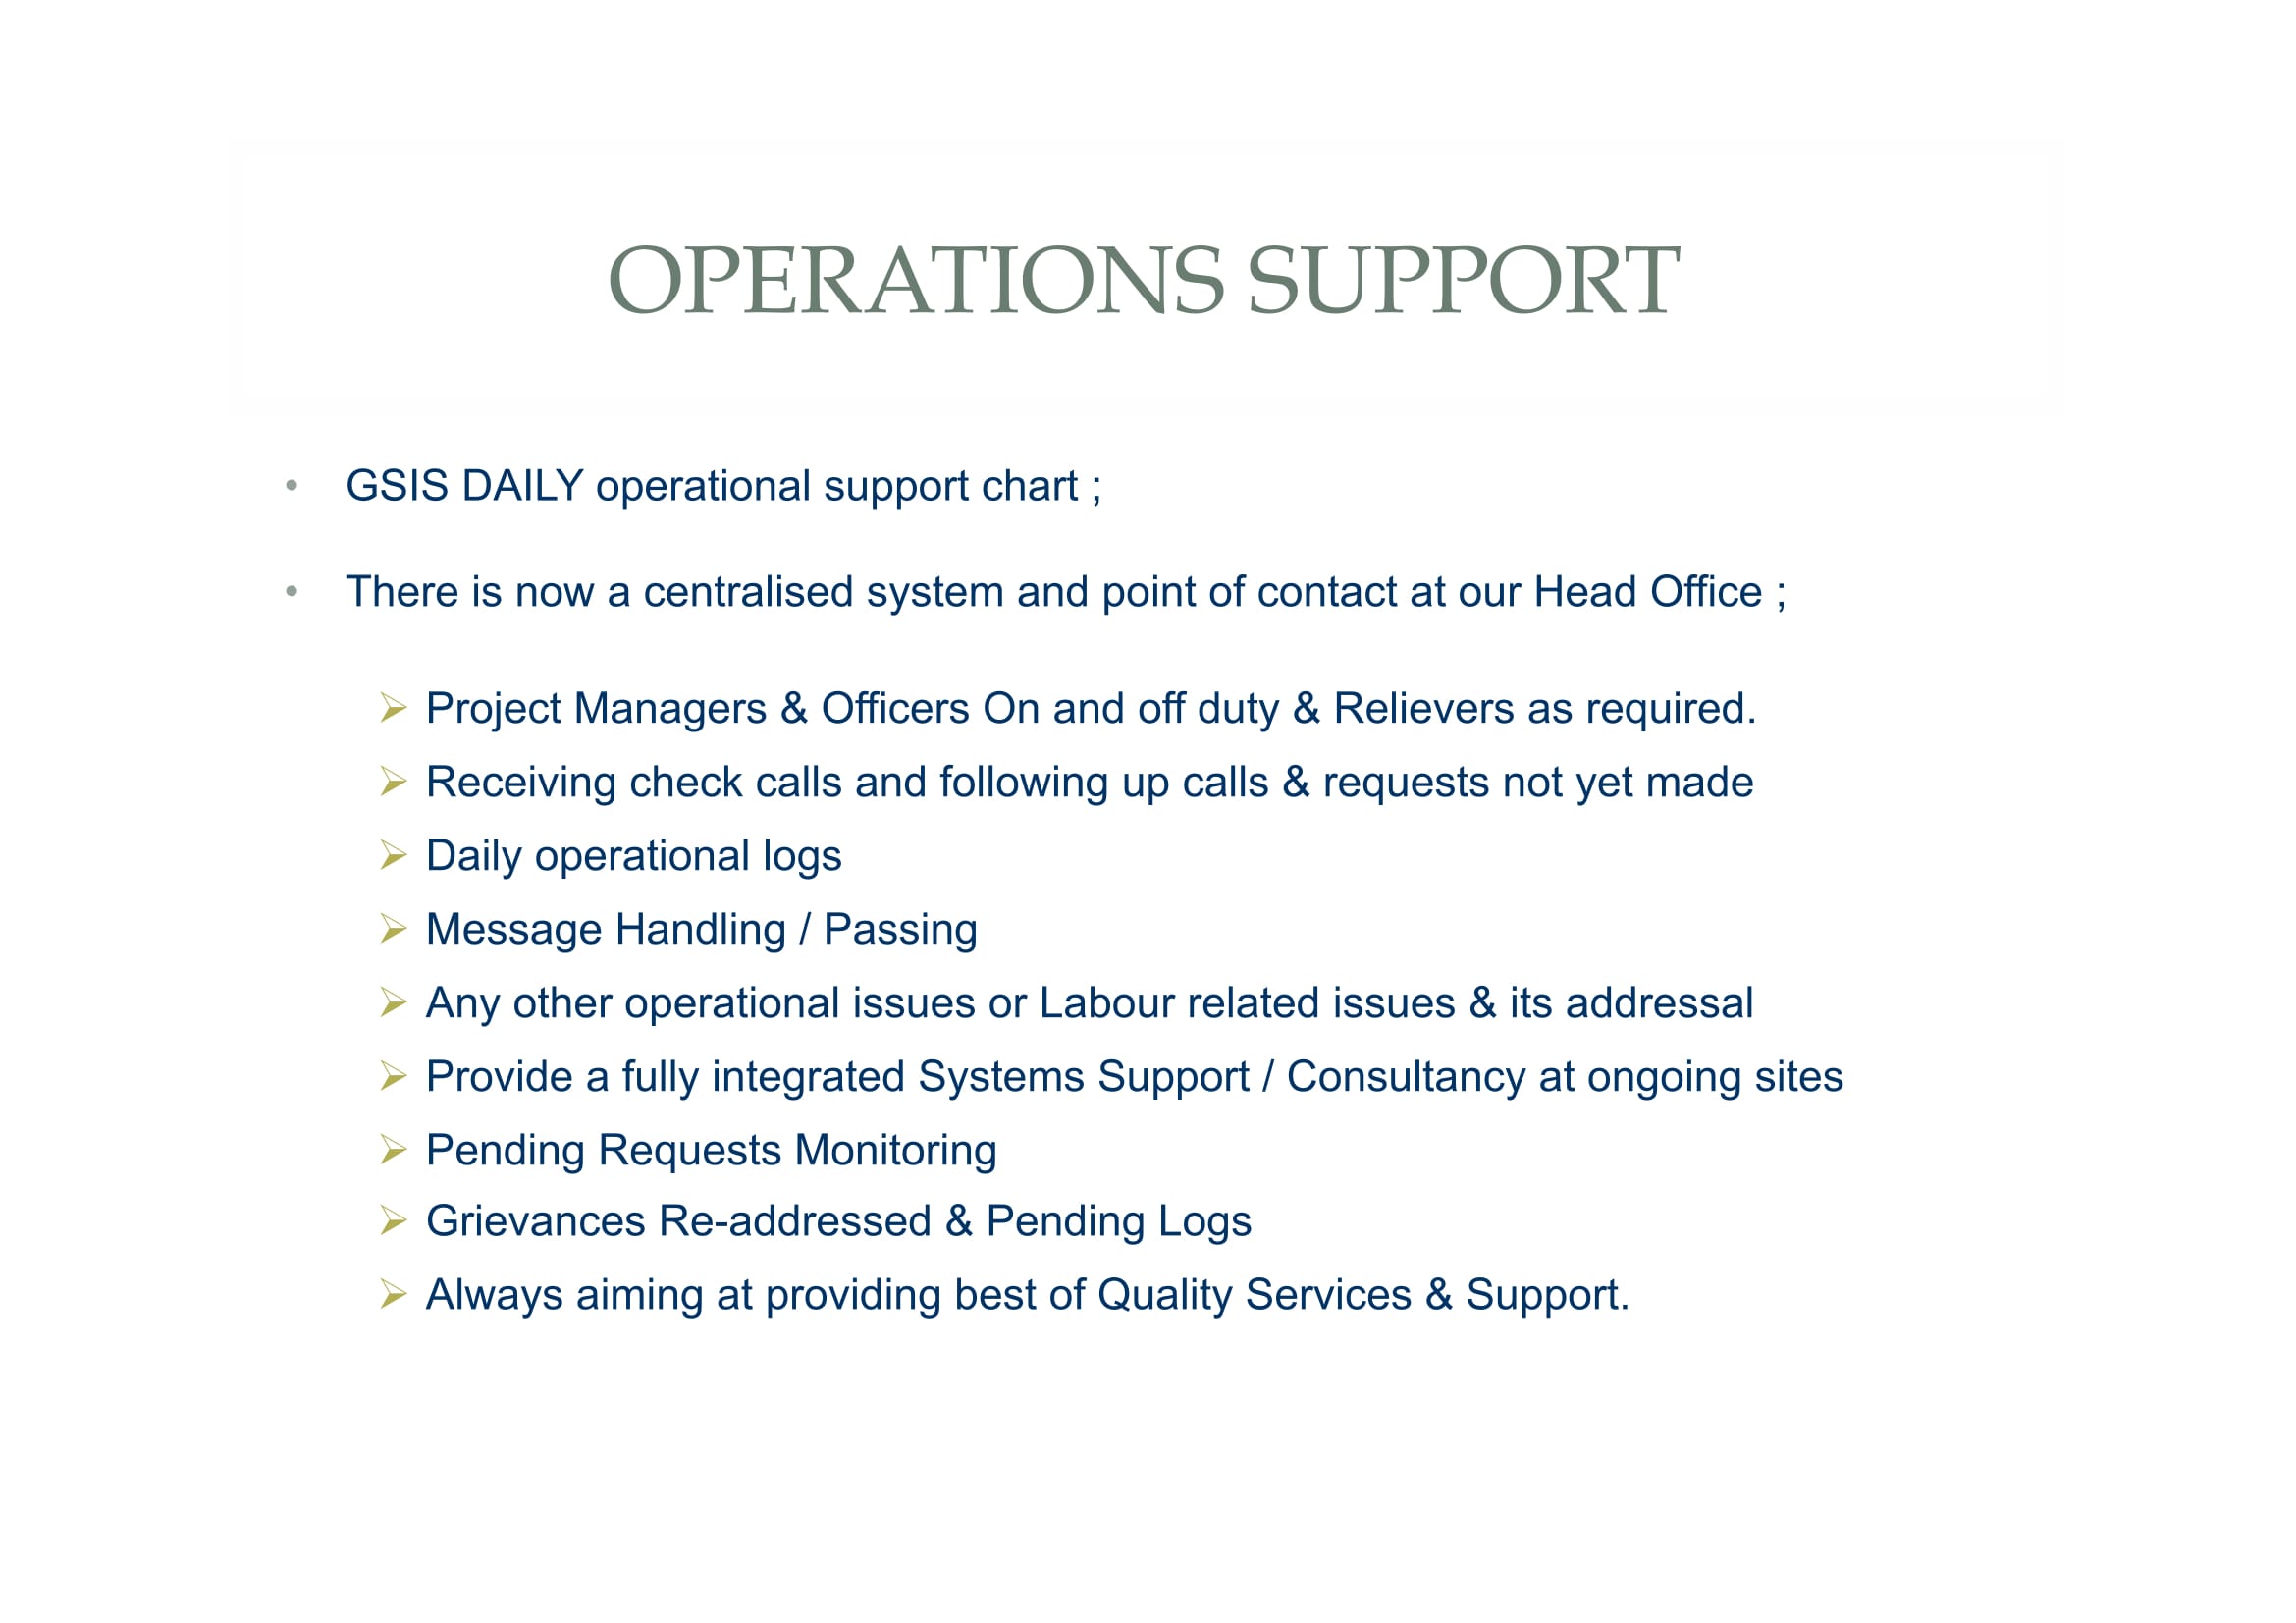 OPERATIONS SUPPORT
• GSIS DAILY operational support chart ;
• There is now a centralised system and point of contact at our Head Office ;
➢ Project Managers & Officers On and off duty & Relievers as required.
➢ Receiving check calls and following up calls & requests not yet made
➢ Daily operational logs
➢ Message Handling / Passing
➢ Any other operational issues or Labour related issues & its addressal
➢ Provide a fully integrated Systems Support / Consultancy at ongoing sites
➢ Pending Requests Monitoring
➢ Grievances Re-addressed & Pending Logs
➢ Always aiming at providing best of Quality Services & Support.